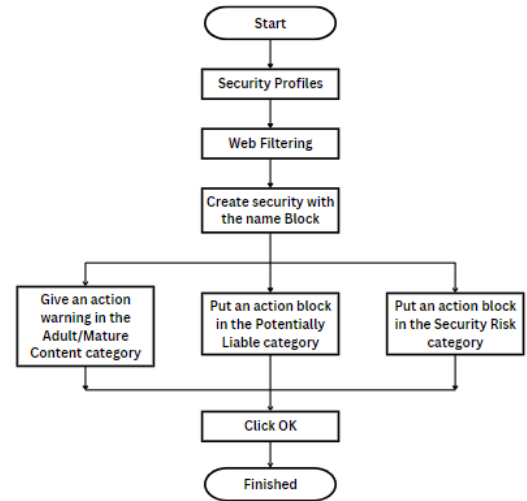 Start
Security Profiles
Web Filtering
Create security with
the name Block
Give an action
warning in the
Adult/Mature
Content category
Put an action block
in the Potentially
Liable category
Put an action block
in the Security Risk
category
Click OK
Finished